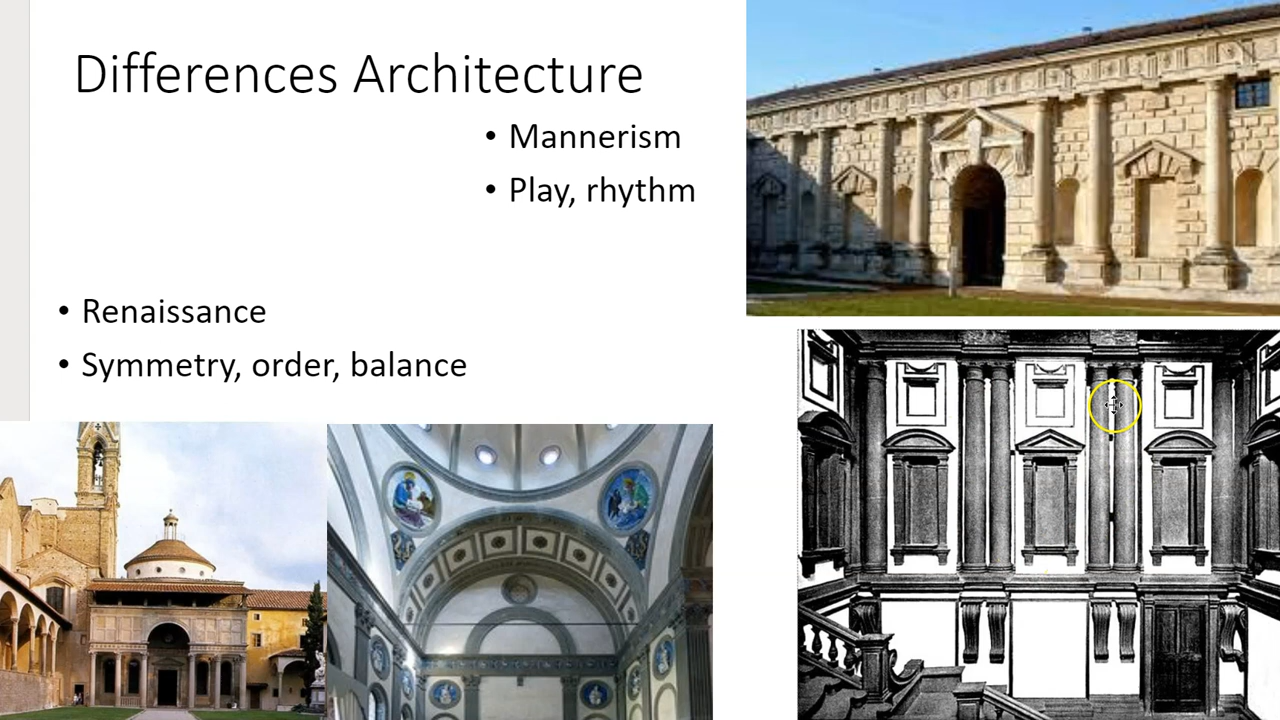 Differences Architecture
• Mannerism
• Play, rhythm
• Renaissance
• Symmetry, order, balance